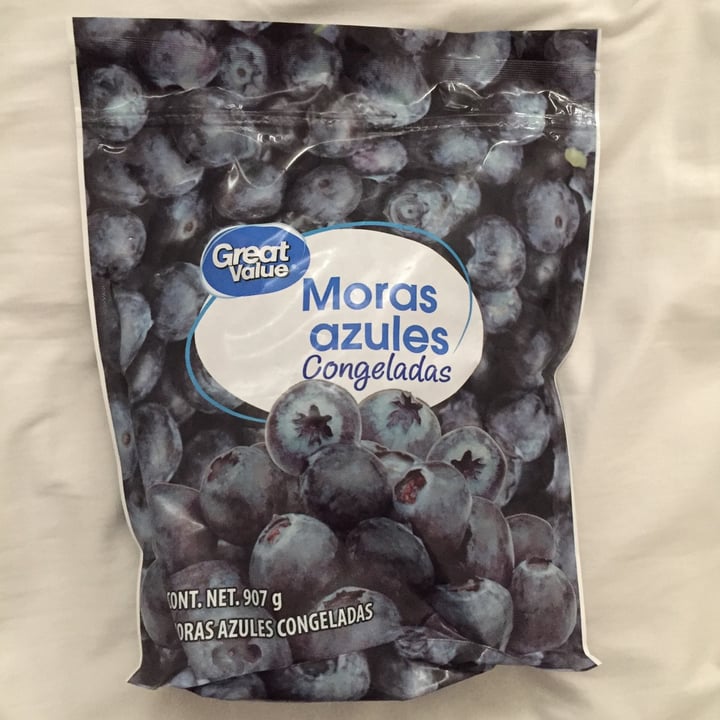 Great
Value
Moras
azules
Congeladas
CONT. NET. 907 g
MORAS AZULES CONGELADAS